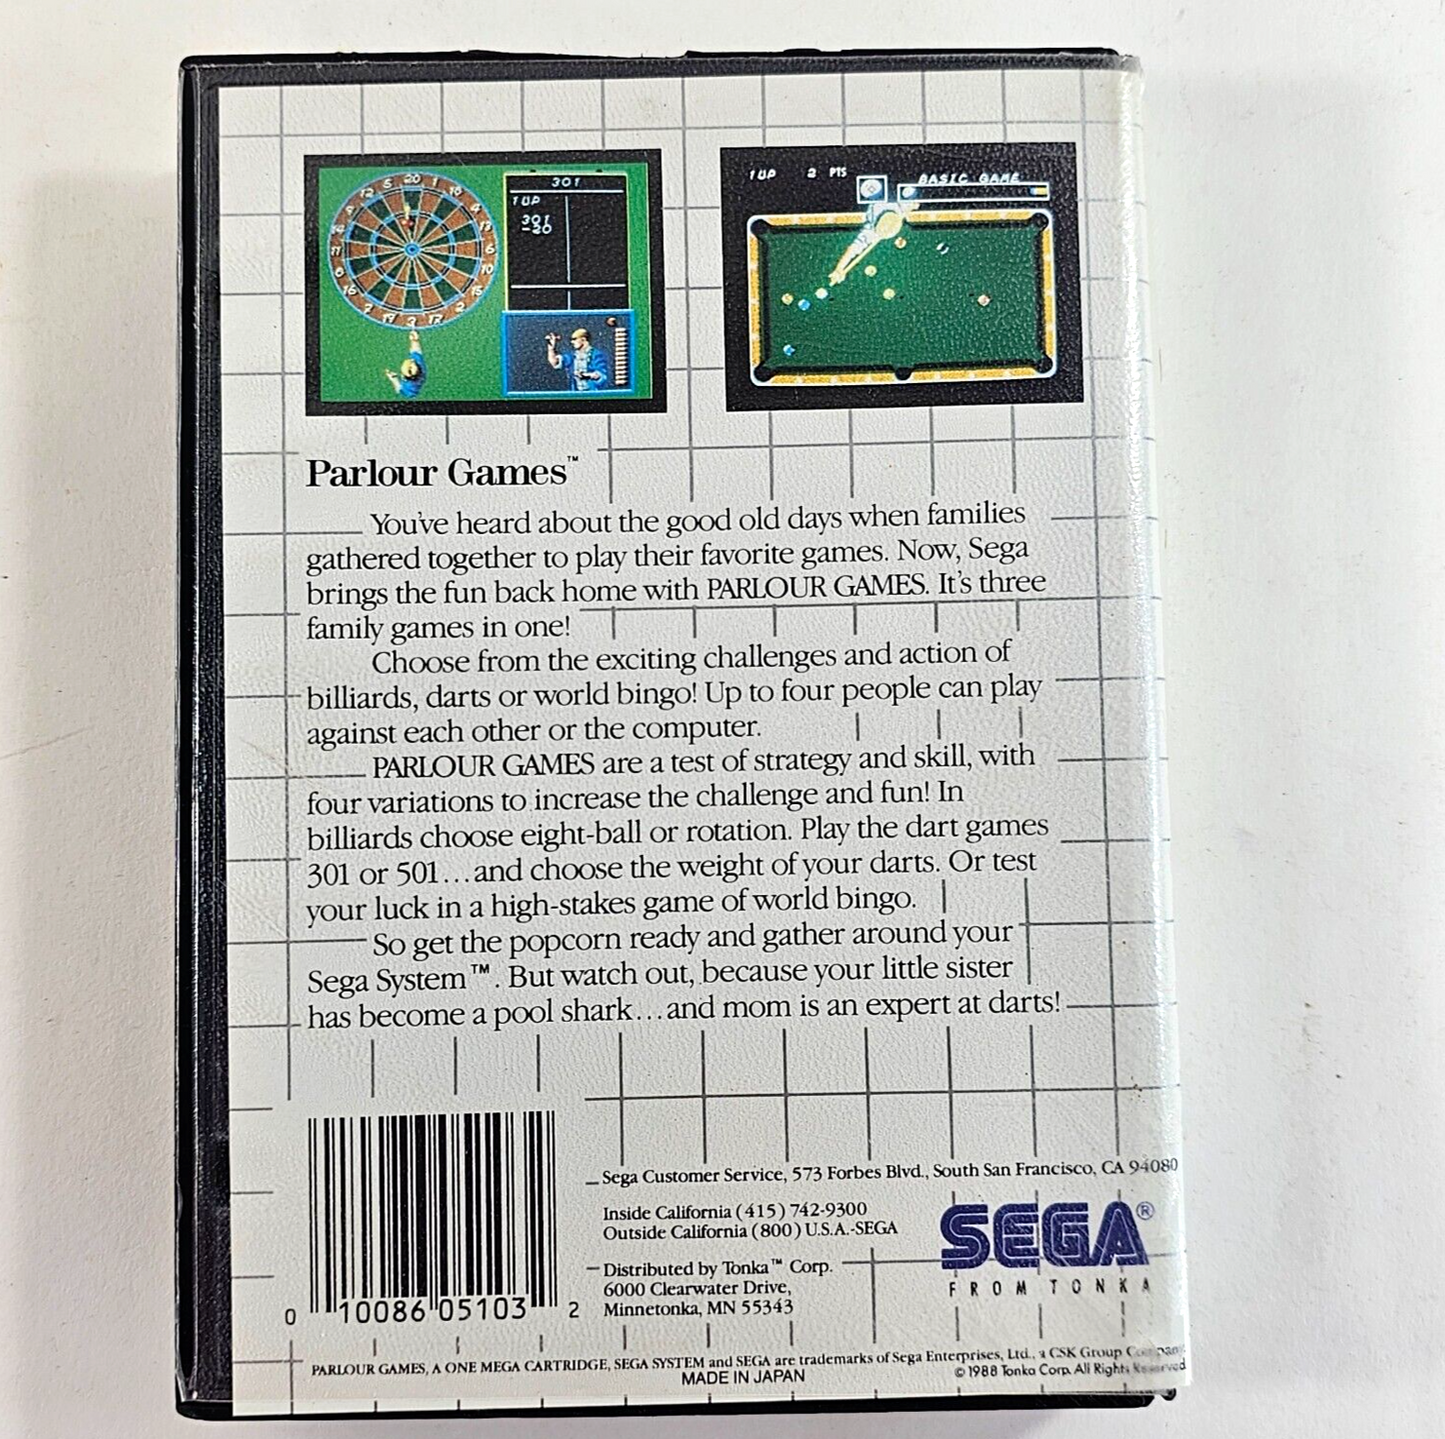 301
1UP
301
-20
1UP 2 PTS
BASIC GAME
Parlour Games™
You've heard about the good old days when families
gathered together to play their favorite games. Now, Sega
brings the fun back home with PARLOUR GAMES. It's three
family games in one!
Choose from the exciting challenges and action of
billiards, darts or world bingo! Up to four people can play
against each other or the computer.
PARLOUR GAMES are a test of strategy and skill, with
four variations to increase the challenge and fun! In
billiards choose eight-ball or rotation. Play the dart games
301 or 501...and choose the weight of your darts. Or test
your luck in a high-stakes game of world bingo.
So get the popcorn ready and gather around your
Sega System™. But watch out, because your little sister
has become a pool shark...and mom is an expert at darts!
Sega Customer Service, 573 Forbes Blvd., South San Francisco, CA 94080
Inside California (415) 742-9300
Outside California (800) U.S.A.-SEGA
Distributed by Tonka™ Corp.
6000 Clearwater Drive,
Minnetonka, MN 55343
SEGA®
FROM TONKA
0 10086 05103 2
PARLOUR GAMES, A ONE MEGA CARTRIDGE, SEGA SYSTEM and SEGA are trademarks of Sega Enterprises, Ltd., a CSK Group Company
MADE IN JAPAN
©1988 Tonka Corp. All Rights Reserved